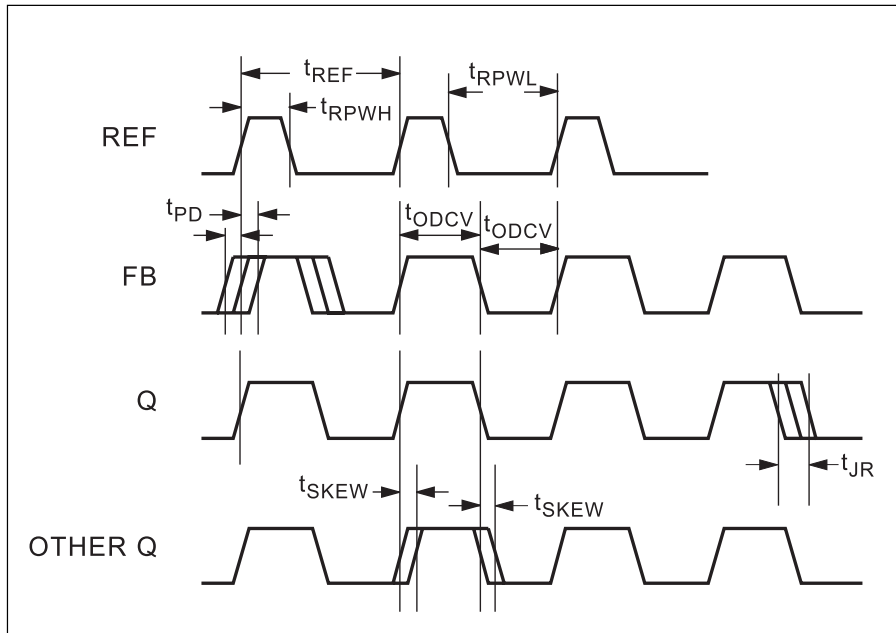 tREF
tRPWL
tRPWH
REF
tPD
tODCV
tODCV
FB
Q
tJR
tSKEW
tSKEW
OTHER Q